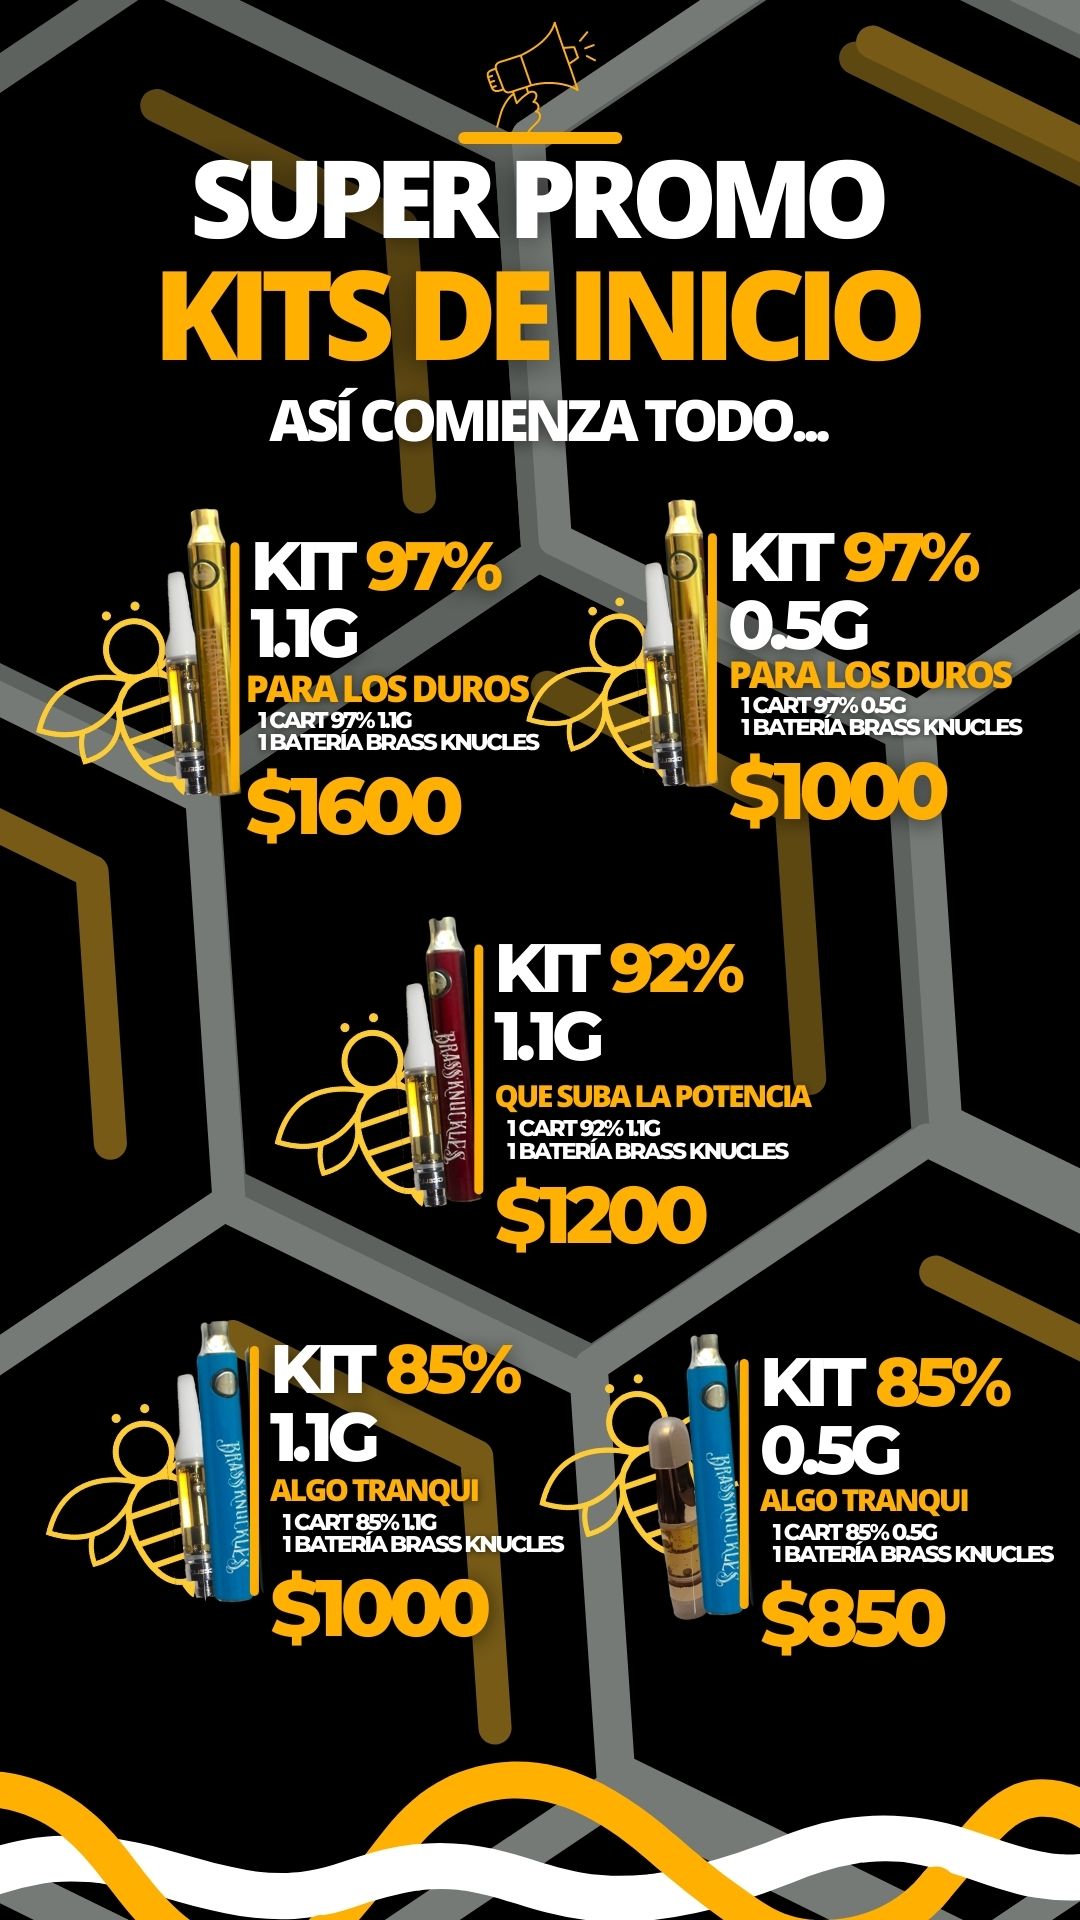 SUPER PROMO
KITS DE INICIO
ASÍ COMIENZA TODO...
KIT 97%
1.1G
PARA LOS DUROS
1 CART 97% 1.1G
1 BATERÍA BRASS KNUCLES
$1600
KIT 97%
0.5G
PARA LOS DUROS
1 CART 97% 0.5G
1 BATERÍA BRASS KNUCLES
$1000
BRASS KNUCKLES
KIT 92%
1.1G
QUE SUBA LA POTENCIA
1 CART 92% 1.1G
1 BATERÍA BRASS KNUCLES
$1200
BRASS KNUCKLES
KIT 85%
1.1G
ALGO TRANQUI
1 CART 85% 1.1G
1 BATERÍA BRASS KNUCLES
$1000
BRASS KNUCKLES
KIT 85%
0.5G
ALGO TRANQUI
1 CART 85% 0.5G
1 BATERÍA BRASS KNUCLES
$850